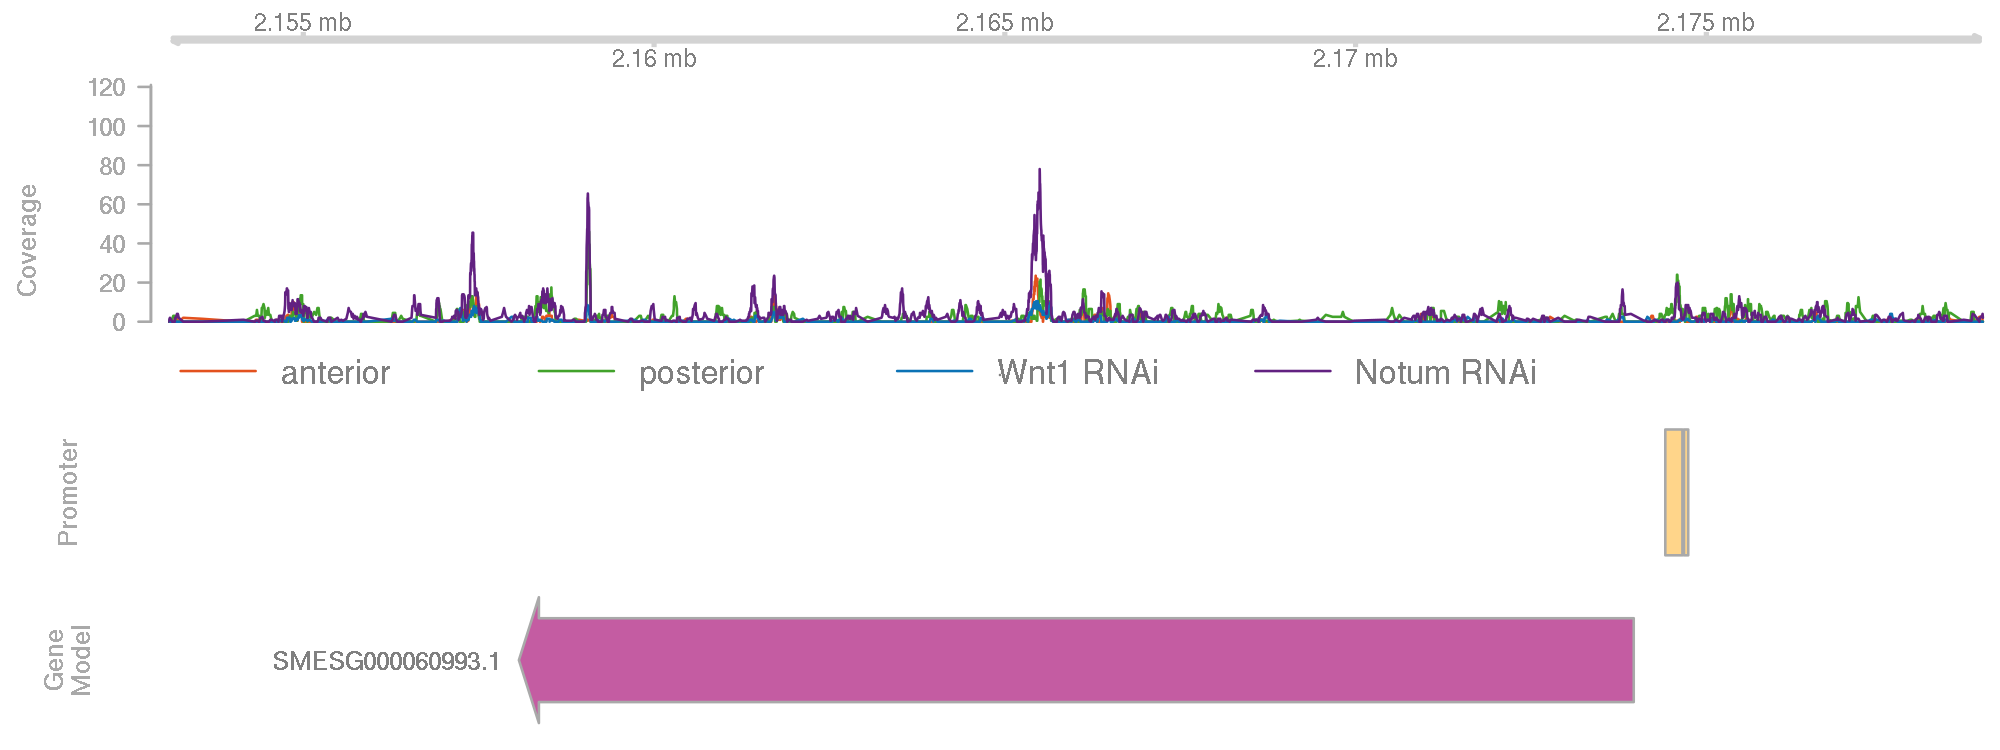 2.155 mb
2.165 mb
2.175 mb
2.16 mb
2.17 mb
Coverage
120
100
80
60
40
20
0
anterior
posterior
Wnt1 RNAi
Notum RNAi
Promoter
Gene
Model
SMESG000060993.1